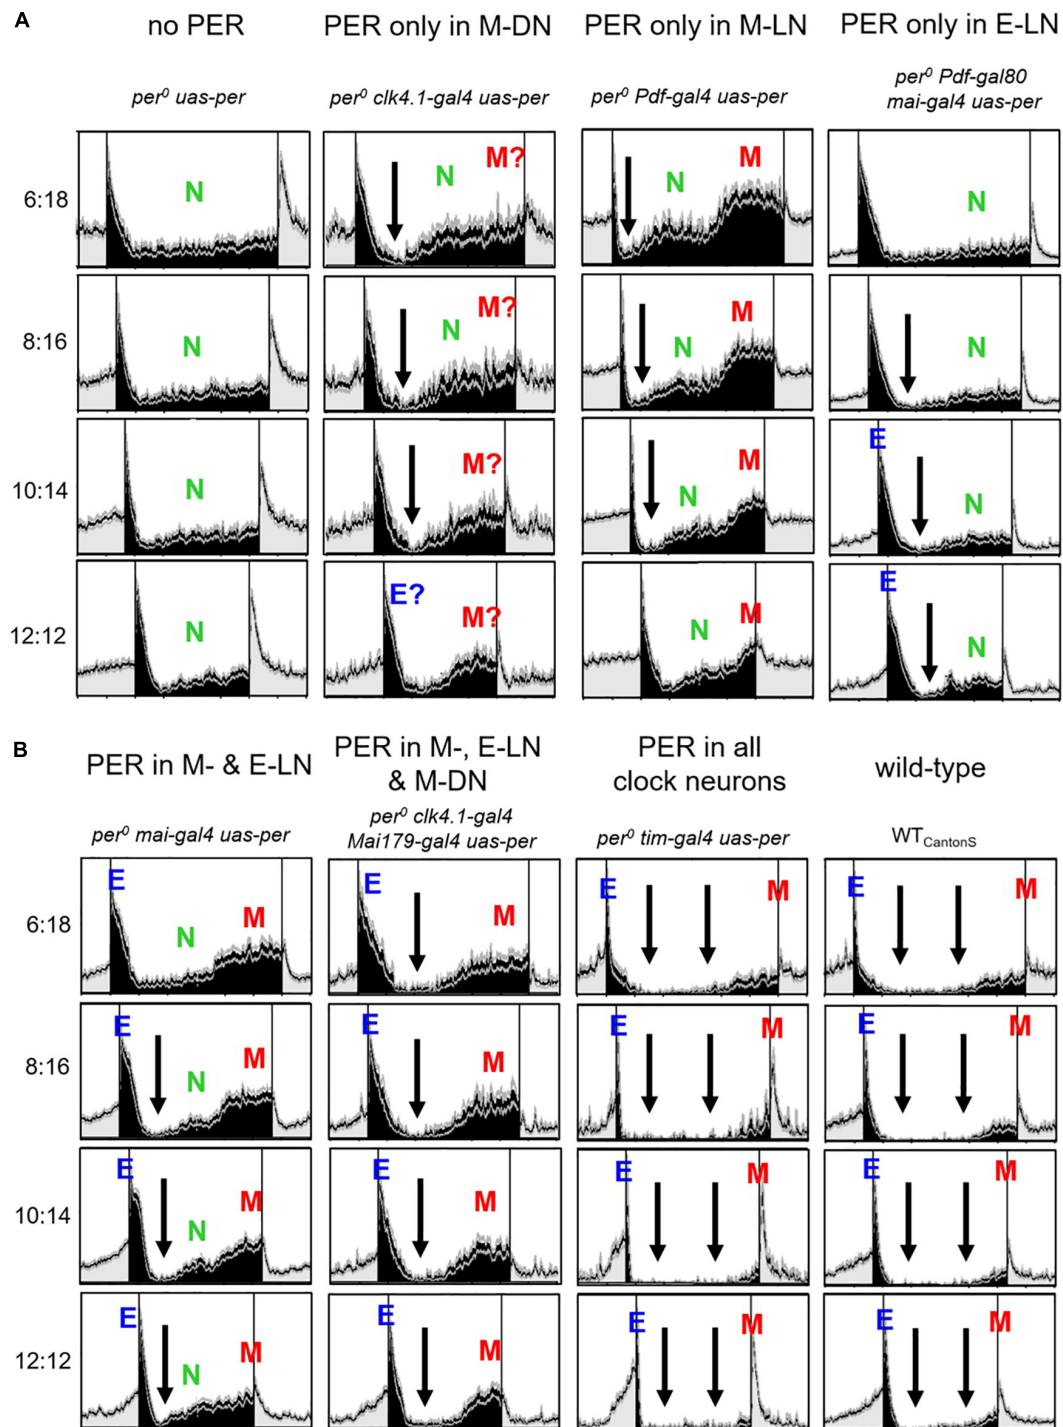 A
no PER
PER only in M-DN
PER only in M-LN
PER only in E-LN
per⁰ uas-per
per⁰ clk4.1-gal4 uas-per
per⁰ Pdf-gal4 uas-per
per⁰ Pdf-gal80
mai-gal4 uas-per
6:18
N
N
M?
N
M
N
8:16
N
N
M?
N
M
N
10:14
N
M?
N
M
E
N
12:12
N
E?
M?
N
M
E
N
B
PER in M- & E-LN
PER in M-, E-LN
& M-DN
PER in all
clock neurons
wild-type
per⁰ mai-gal4 uas-per
per⁰ clk4.1-gal4
Mai179-gal4 uas-per
per⁰ tim-gal4 uas-per
WTCantonS
6:18
E
N
M
E
M
E
M
E
M
8:16
E
N
M
E
M
E
M
E
M
10:14
E
N
M
E
M
E
M
E
M
12:12
E
N
M
E
M
E
M
E
M